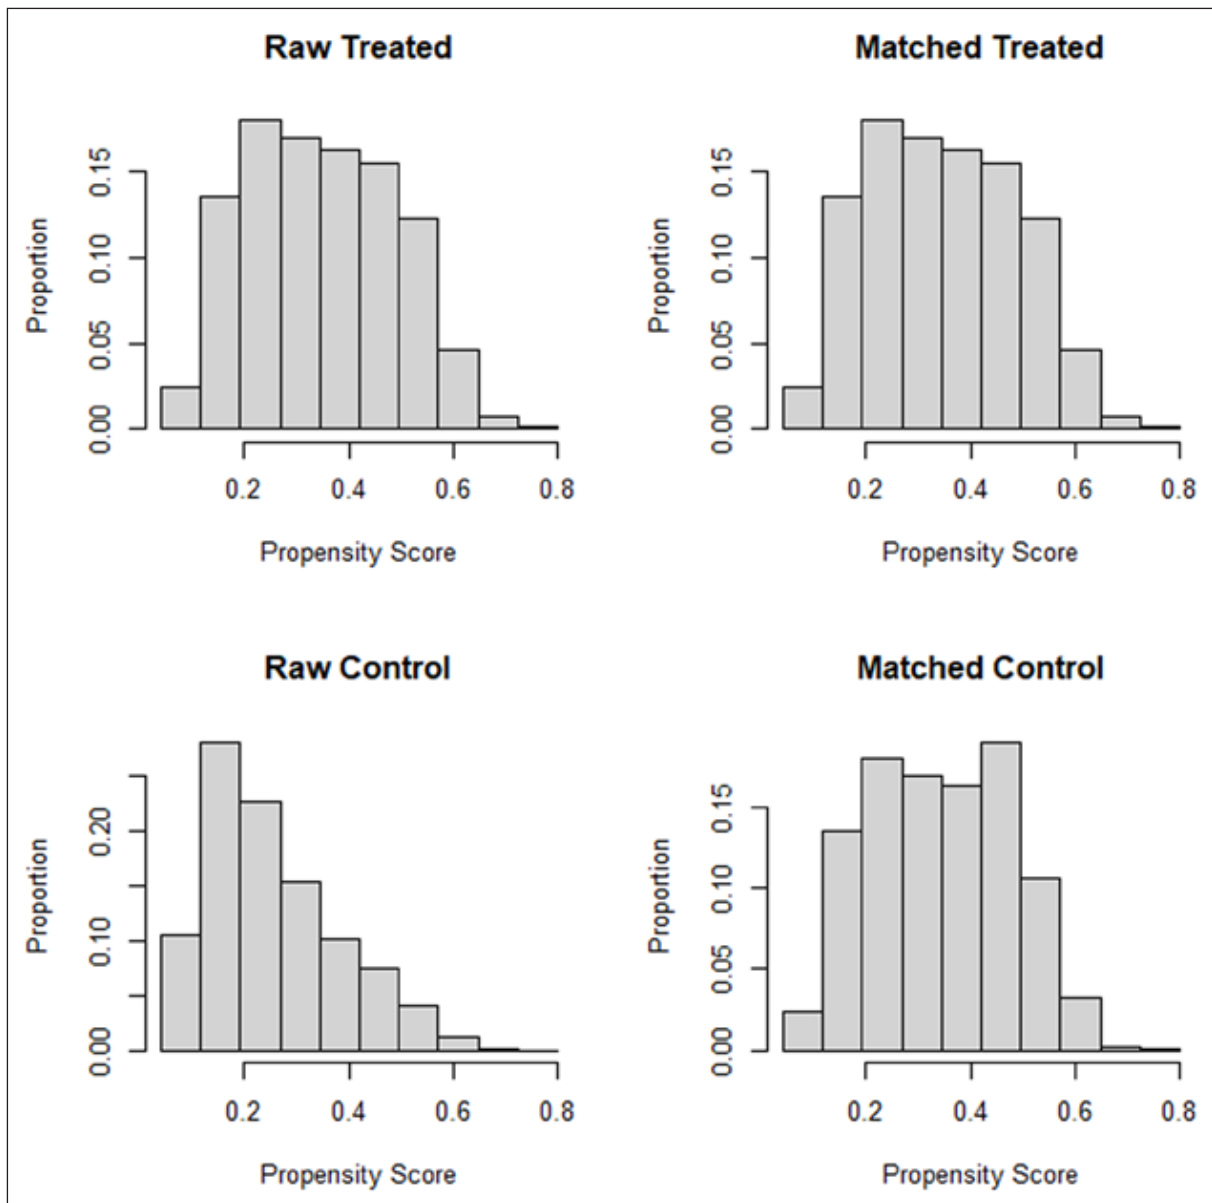 Raw Treated
Proportion
0.00 0.05 0.10 0.15
0.2 0.4 0.6 0.8
Propensity Score
Matched Treated
Proportion
0.00 0.05 0.10 0.15
0.2 0.4 0.6 0.8
Propensity Score
Raw Control
Proportion
0.00 0.10 0.20
0.2 0.4 0.6 0.8
Propensity Score
Matched Control
Proportion
0.00 0.05 0.10 0.15
0.2 0.4 0.6 0.8
Propensity Score